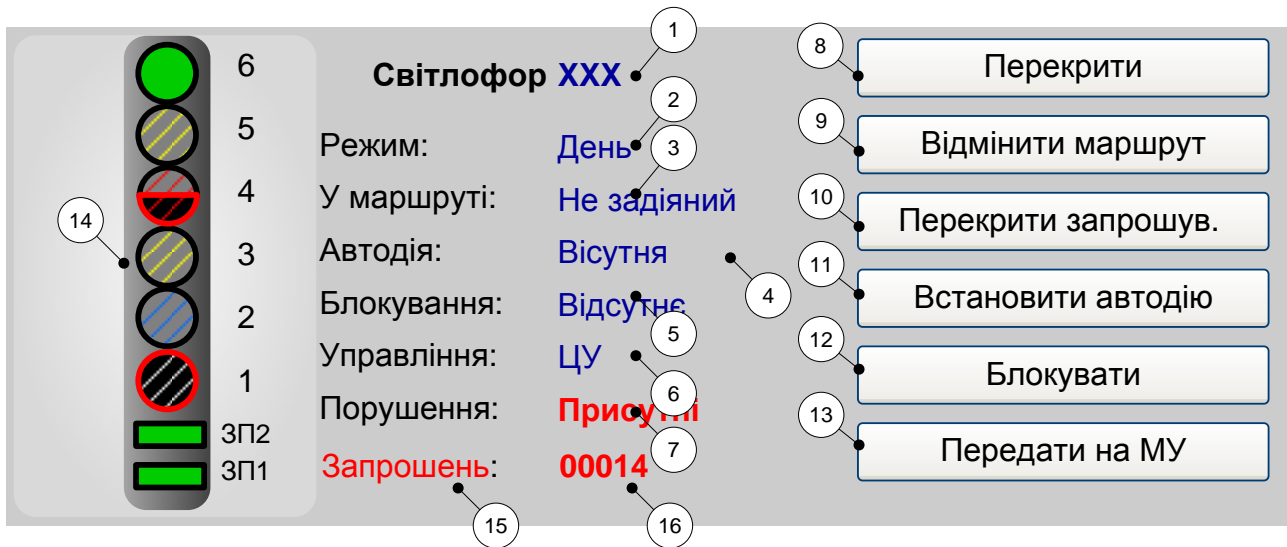 1
6
Світлофор XXX
8
Перекрити
2
5
Режим:
День
9
Відмінити маршрут
3
4
У маршруті:
Не задіяний
10
Перекрити запрошув.
14
3
Автодія:
Вісутня
11
Встановити автодію
4
2
Блокування:
Відсутнє
5
12
Блокувати
1
Управління:
ЦУ
6
13
Передати на МУ
ЗП2
Порушення:
Присутні
7
ЗП1
Запрошень:
00014
15
16